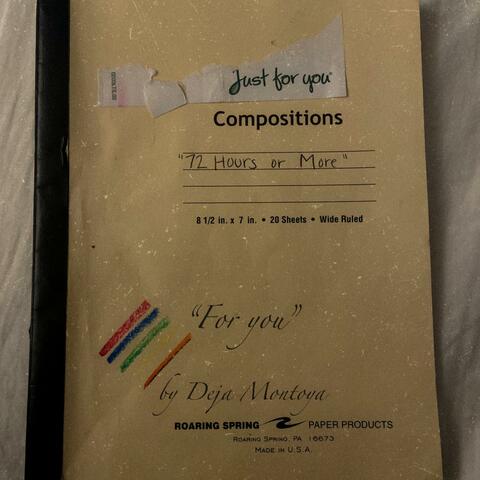 Just for you
Compositions
"72 Hours or More"
8 1/2 in. x 7 in. • 20 Sheets • Wide Ruled
"For you"
by Deja Montoya
ROARING SPRING PAPER PRODUCTS
ROARING SPRING, PA 16673
MADE IN U.S.A.